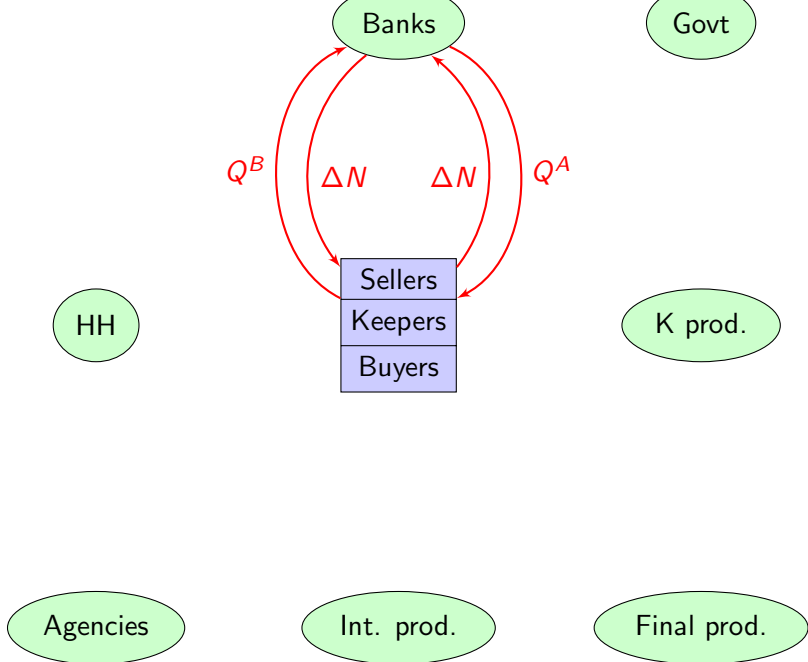 Banks
Govt
Q^B
ΔN
ΔN
Q^A
Sellers
HH
Keepers
K prod.
Buyers
Agencies
Int. prod.
Final prod.